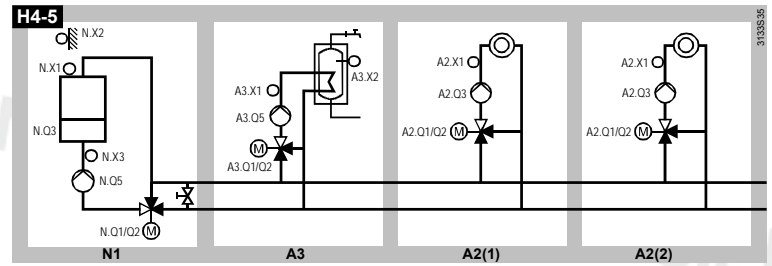 H4-5
3133S35
N.X2
N.X1
N.Q3
N.X3
N.Q5
N.Q1/Q2
M
N1
A3.X2
A3.X1
A3.Q5
M
A3.Q1/Q2
A3
A2.X1
A2.Q3
A2.Q1/Q2
M
A2(1)
A2.X1
A2.Q3
A2.Q1/Q2
M
A2(2)